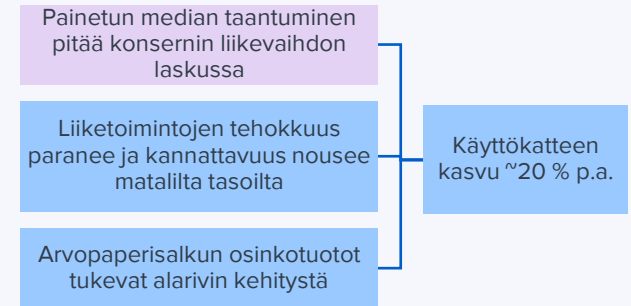 Painetun median taantuminen
pitää konsernin liikevaihdon
laskussa
Liiketoimintojen tehokkuus
paranee ja kannattavuus nousee
matalilta tasoilta
Käyttökatteen
kasvu ~20 % p.a.
Arvopaperisalkun osinkotuotot
tukevat alarivin kehitystä